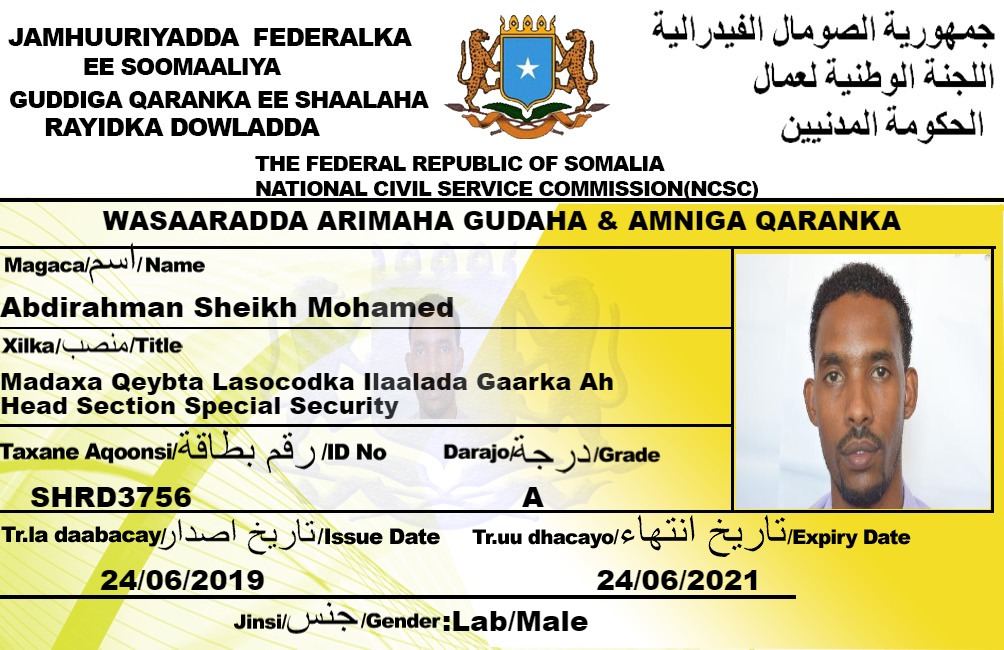 JAMHUURIYADDA FEDERALKA
EE SOOMAALIYA
GUDDIGA QARANKA EE SHAALAHA
RAYIDKA DOWLADDA
جمهورية الصومال الفيدرالية
اللجنة الوطنية لعمال
الحكومة المدنيين
THE FEDERAL REPUBLIC OF SOMALIA
NATIONAL CIVIL SERVICE COMMISSION(NCSC)
WASAARADDA ARIMAHA GUDAHA & AMNIGA QARANKA
Magaca/اسم/Name
Abdirahman Sheikh Mohamed
Xilka/منصب/Title
Madaxa Qeybta Lasocodka Ilaalada Gaarka Ah
Head Section Special Security
Taxane Aqoonsi/رقم بطاقة/ID No
Darajo/درجة/Grade
SHRD3756
A
Tr.la daabacay/تاريخ اصدار/Issue Date
Tr.uu dhacayo/تاريخ انتهاء/Expiry Date
24/06/2019
24/06/2021
Jinsi/جنس/Gender:Lab/Male